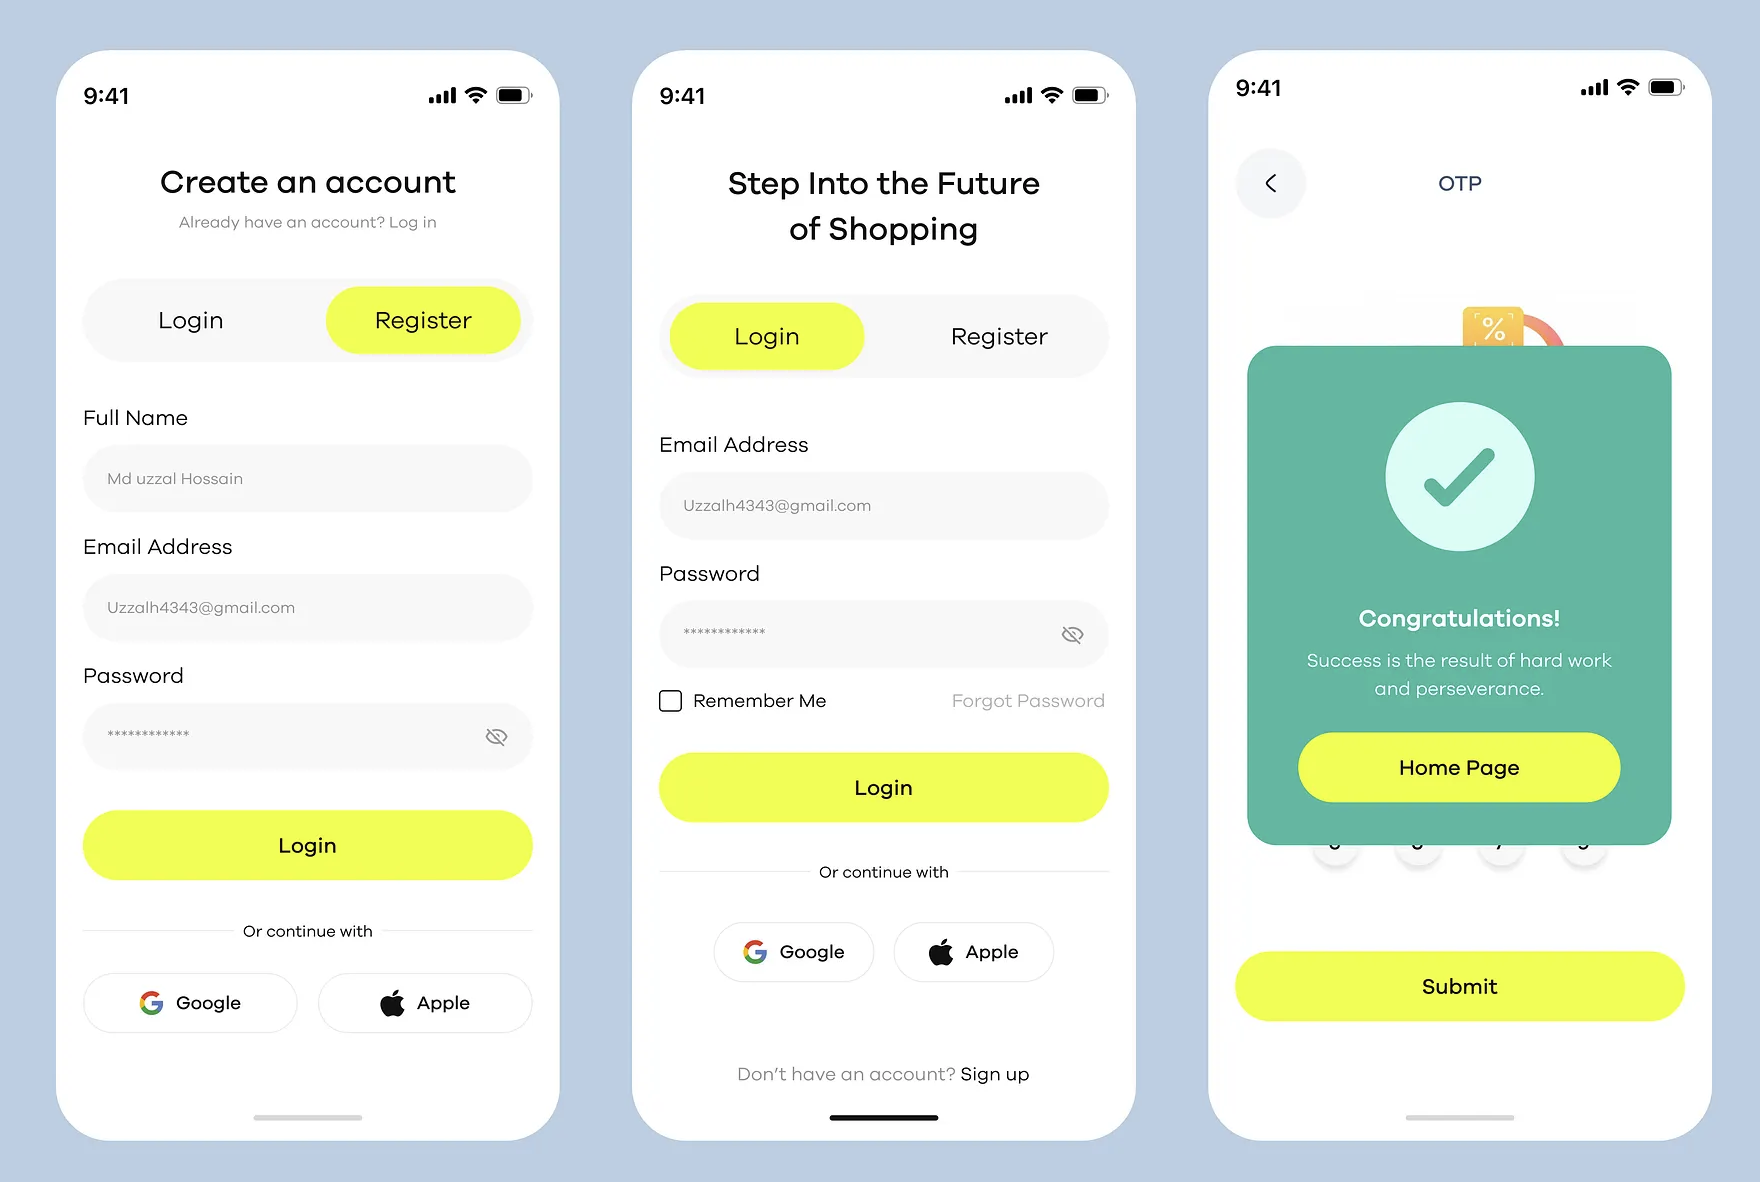 9:41
Create an account
Already have an account? Log in
Login
Register
Full Name
Md uzzal Hossain
Email Address
Uzzalh4343@gmail.com
Password
************
Login
Or continue with
Google
Apple
9:41
Step Into the Future
of Shopping
Login
Register
Email Address
Uzzalh4343@gmail.com
Password
************
Remember Me
Forgot Password
Login
Or continue with
Google
Apple
Don't have an account? Sign up
9:41
OTP
%
Congratulations!
Success is the result of hard work
and perseverance.
Home Page
Submit